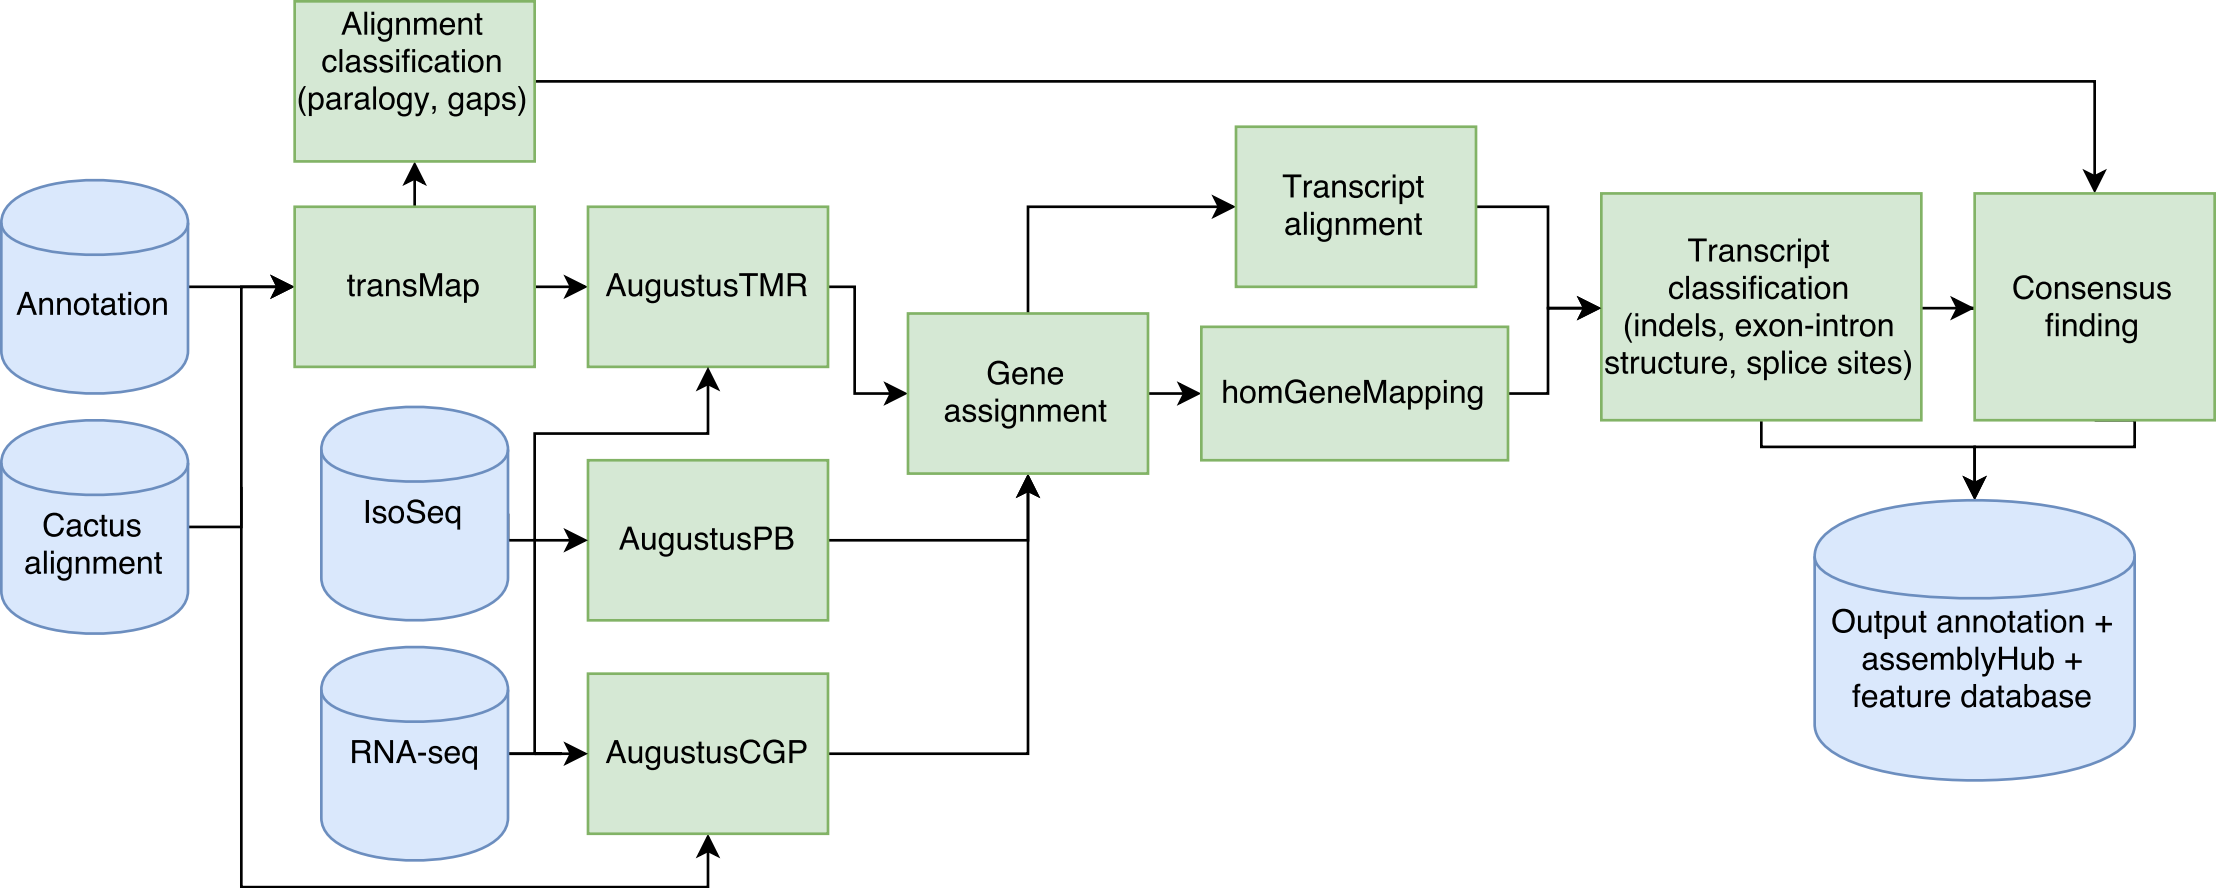 Alignment
classification
(paralogy, gaps)
Annotation
transMap
AugustusTMR
Transcript
alignment
Transcript
classification
(indels, exon-intron
structure, splice sites)
Consensus
finding
Gene
assignment
homGeneMapping
Cactus
alignment
IsoSeq
AugustusPB
RNA-seq
AugustusCGP
Output annotation +
assemblyHub +
feature database